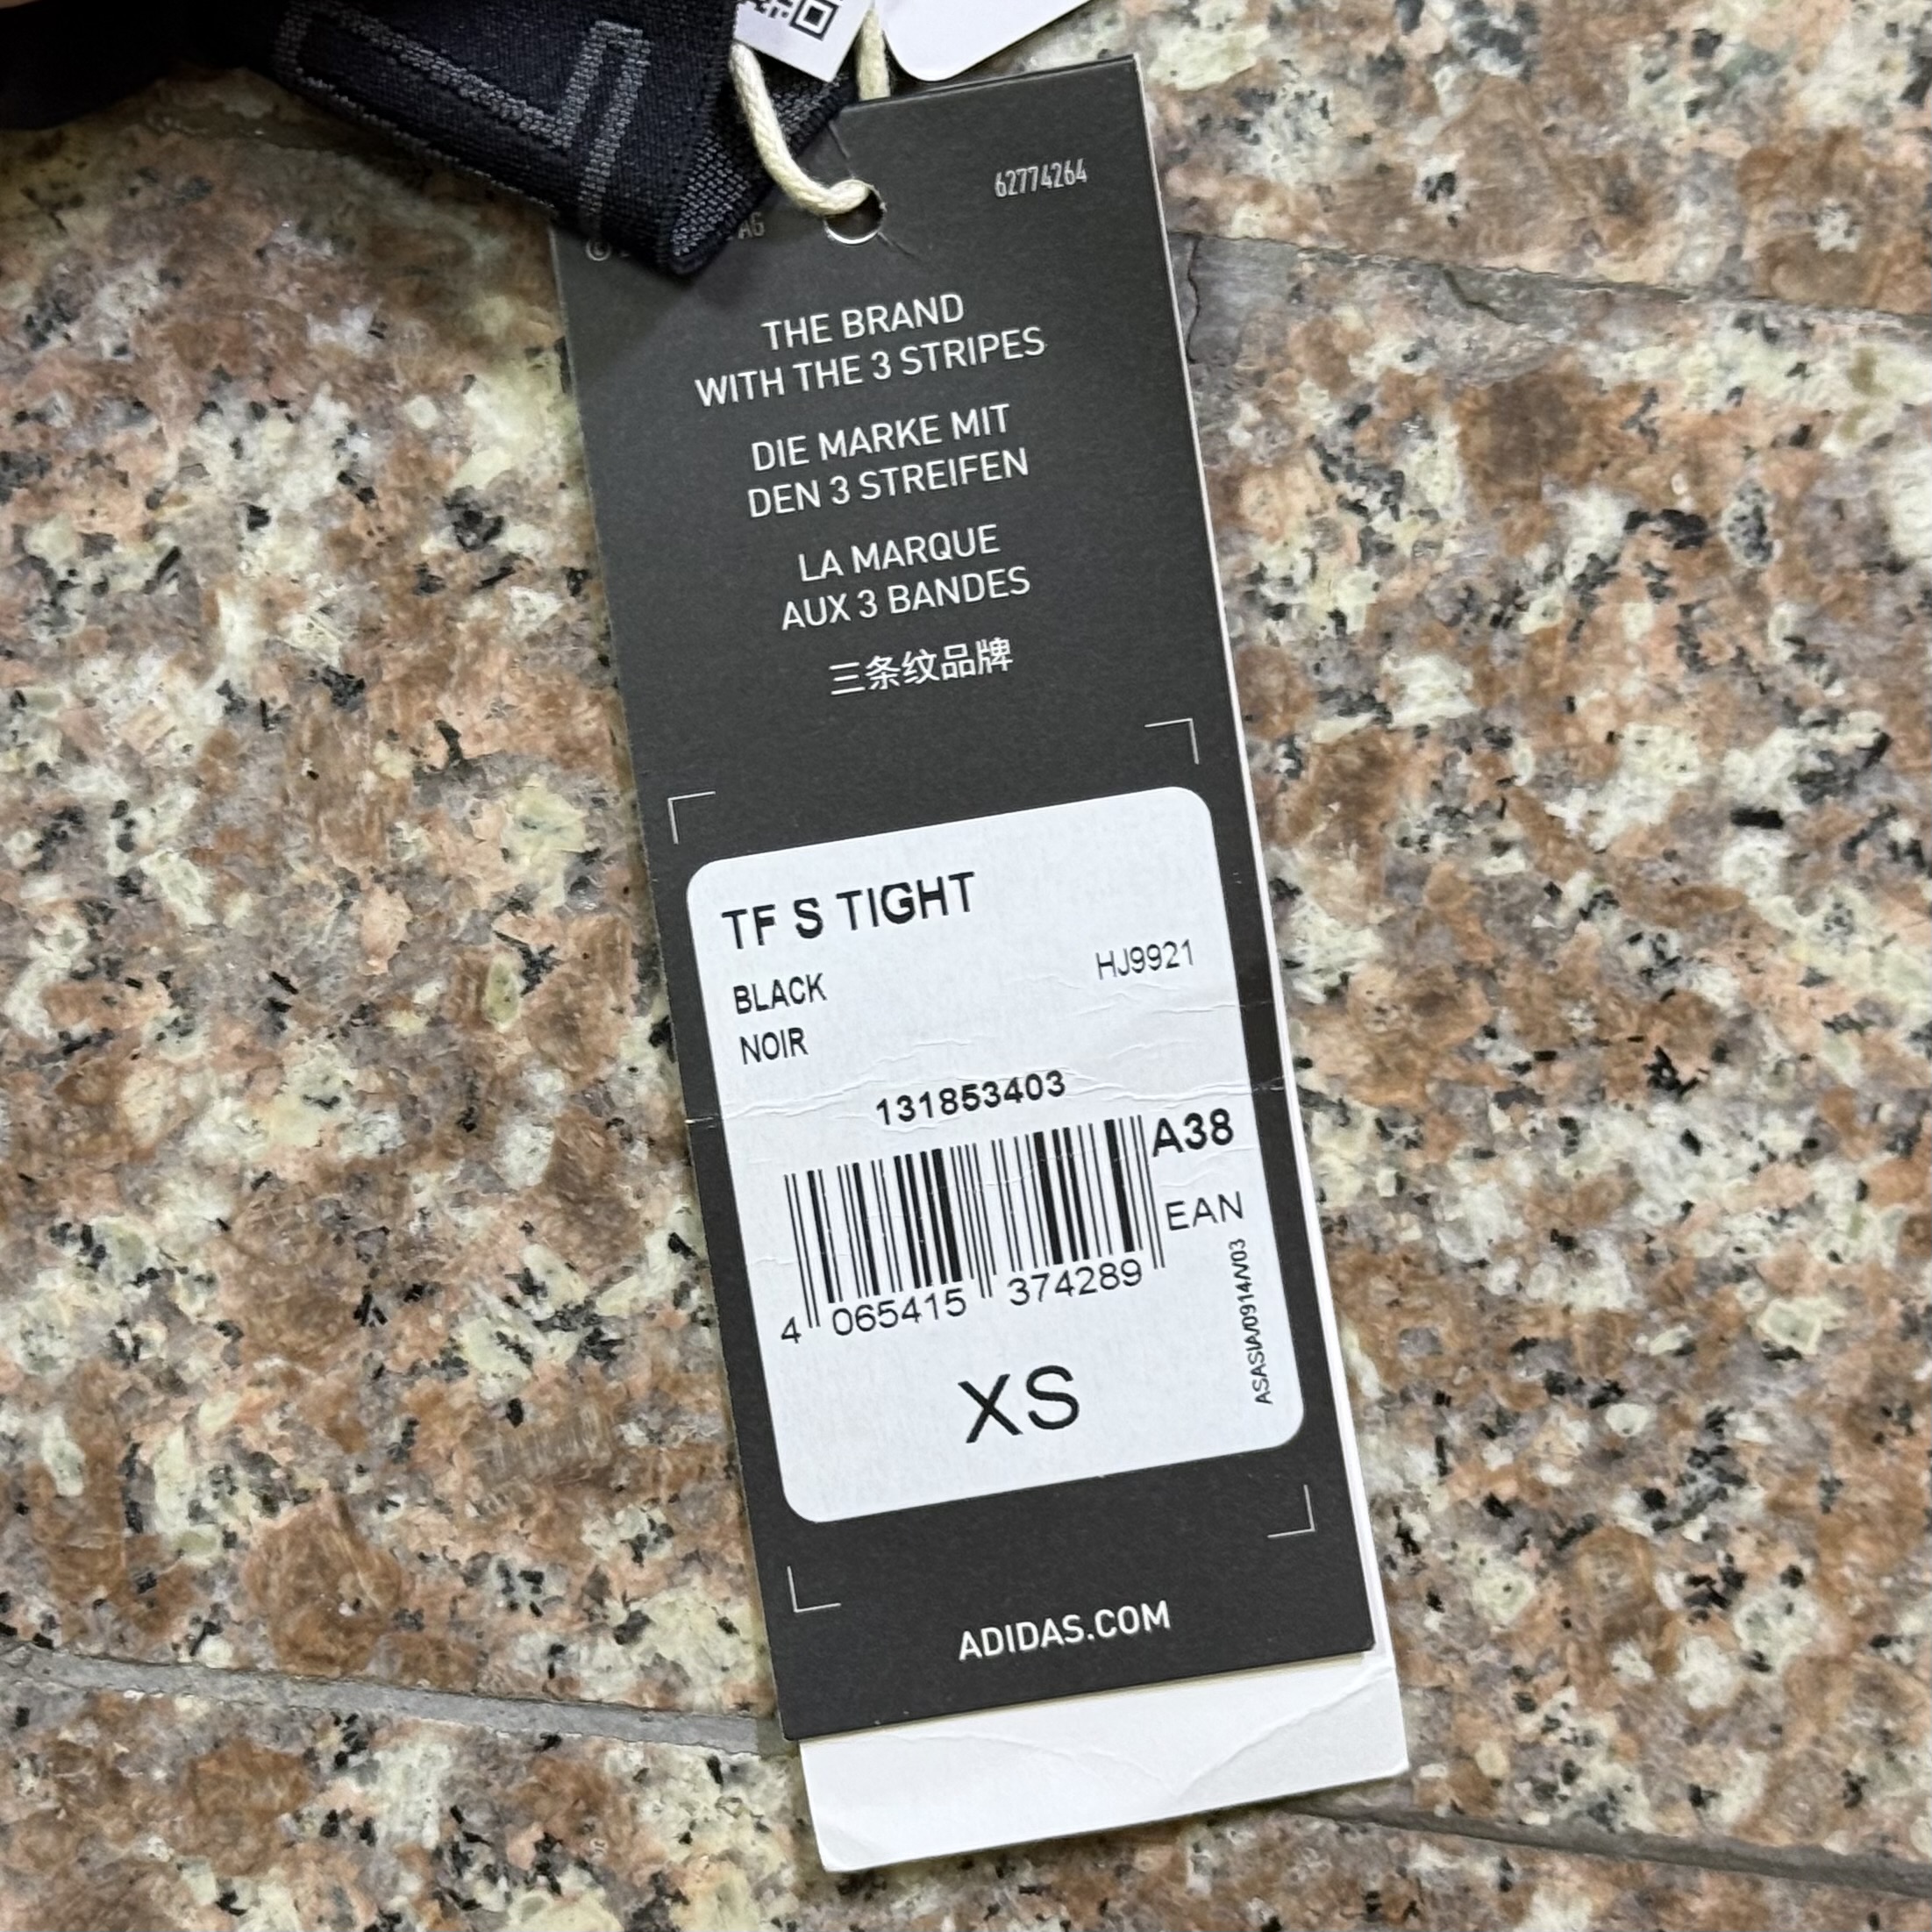 62774264
©
AG
THE BRAND
WITH THE 3 STRIPES
DIE MARKE MIT
DEN 3 STREIFEN
LA MARQUE
AUX 3 BANDES
三条纹品牌
TF S TIGHT
BLACK
HJ9921
NOIR
131853403
A38
EAN
4 065415 374289
ASASIA/0914/V03
XS
ADIDAS.COM